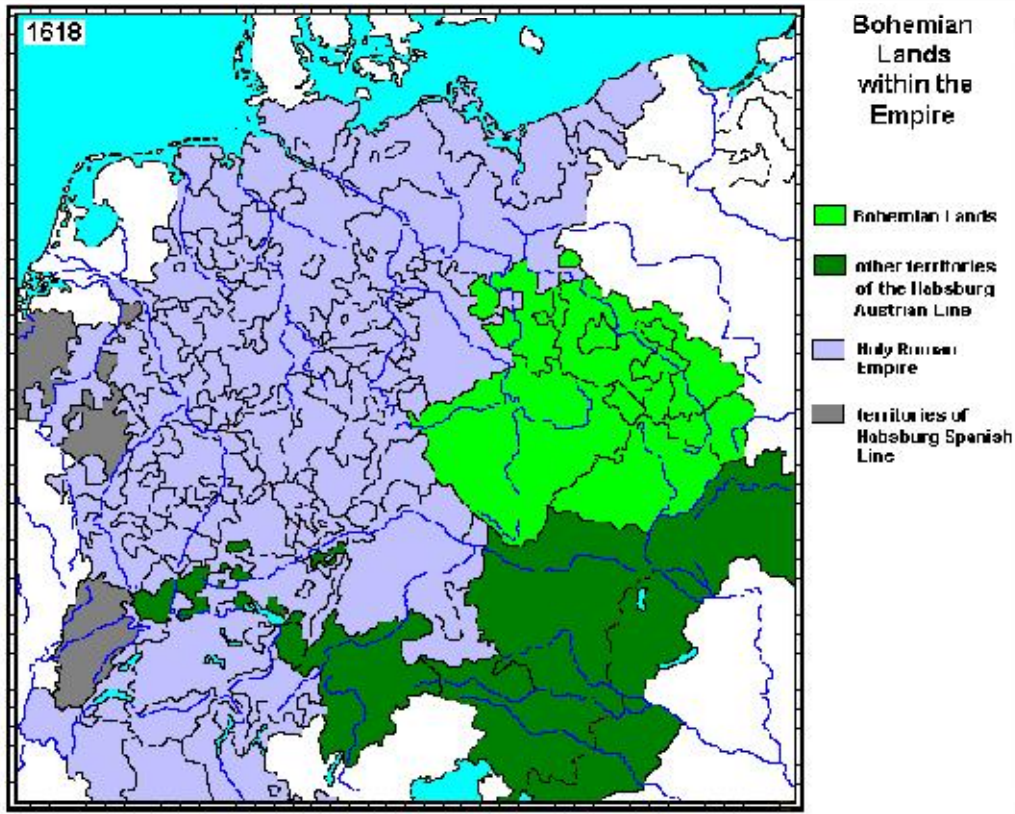 1618
Bohemian
Lands
within the
Empire
Bohemian Lands
other territories
of the Habsburg
Austrian Line
Holy Roman
Empire
territories of
Habsburg Spanish
Line